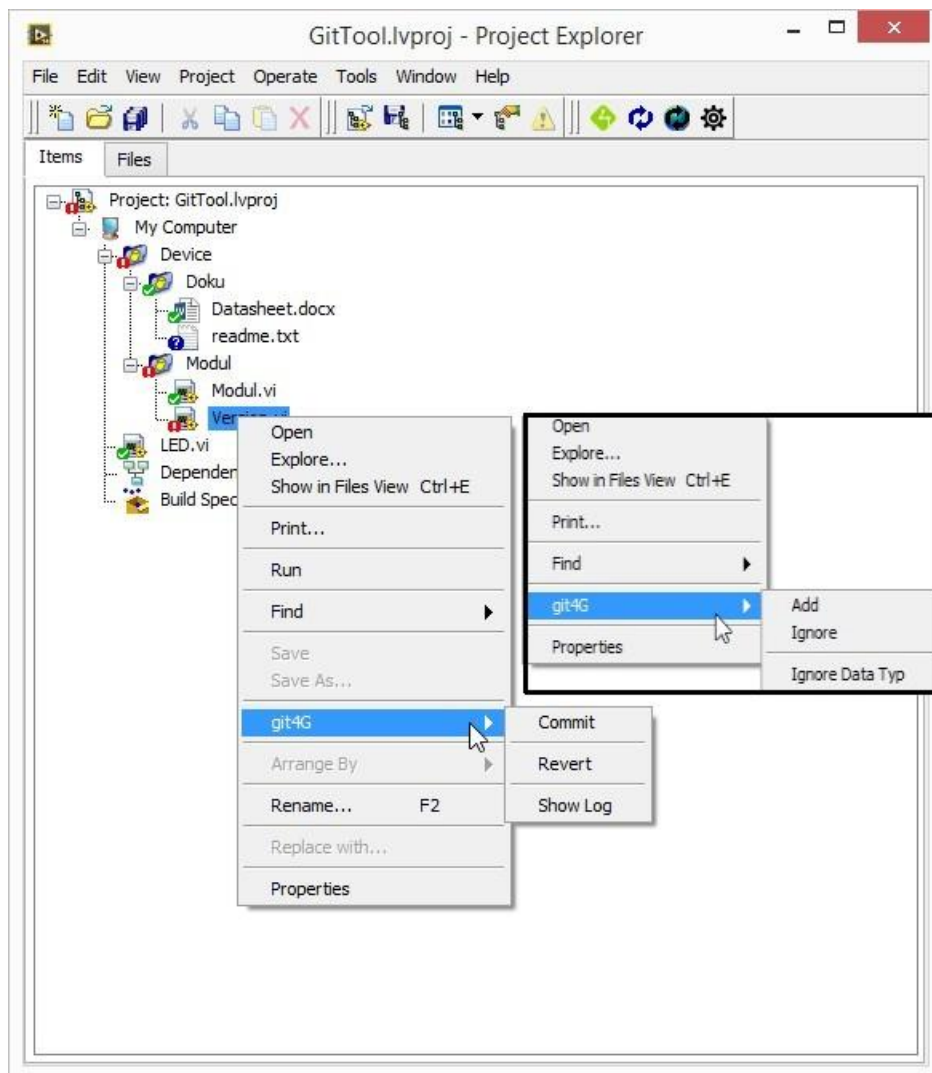 GitTool.lvproj - Project Explorer
File Edit View Project Operate Tools Window Help
Items Files
Project: GitTool.lvproj
My Computer
Device
Doku
Datasheet.docx
readme.txt
Modul
Modul.vi
LED.vi
Build Spec
Open
Explore...
Show in Files View Ctrl+E
Print...
Run
Find
Save
Save As...
git4G
Arrange By
Rename... F2
Replace with...
Properties
Commit
Revert
Show Log
Open
Explore...
Show in Files View Ctrl+E
Print...
Find
git4G
Properties
Add
Ignore
Ignore Data Typ